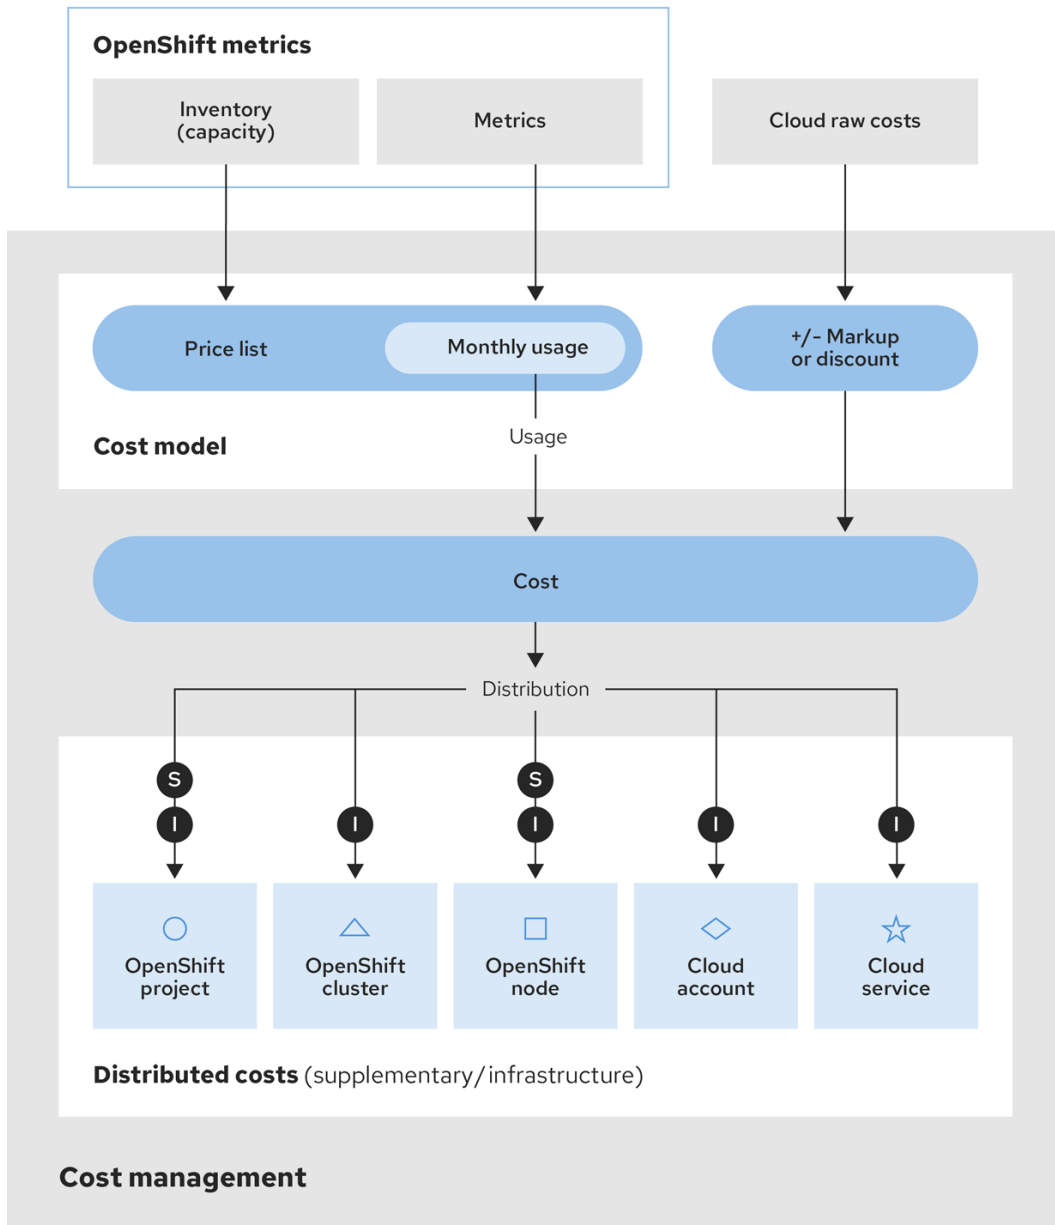 OpenShift metrics
Inventory
(capacity)
Metrics
Cloud raw costs
Price list
Monthly usage
+/- Markup
or discount
Usage
Cost model
Cost
Distribution
S
S
I
I
I
I
I
OpenShift
project
OpenShift
cluster
OpenShift
node
Cloud
account
Cloud
service
Distributed costs (supplementary/infrastructure)
Cost management